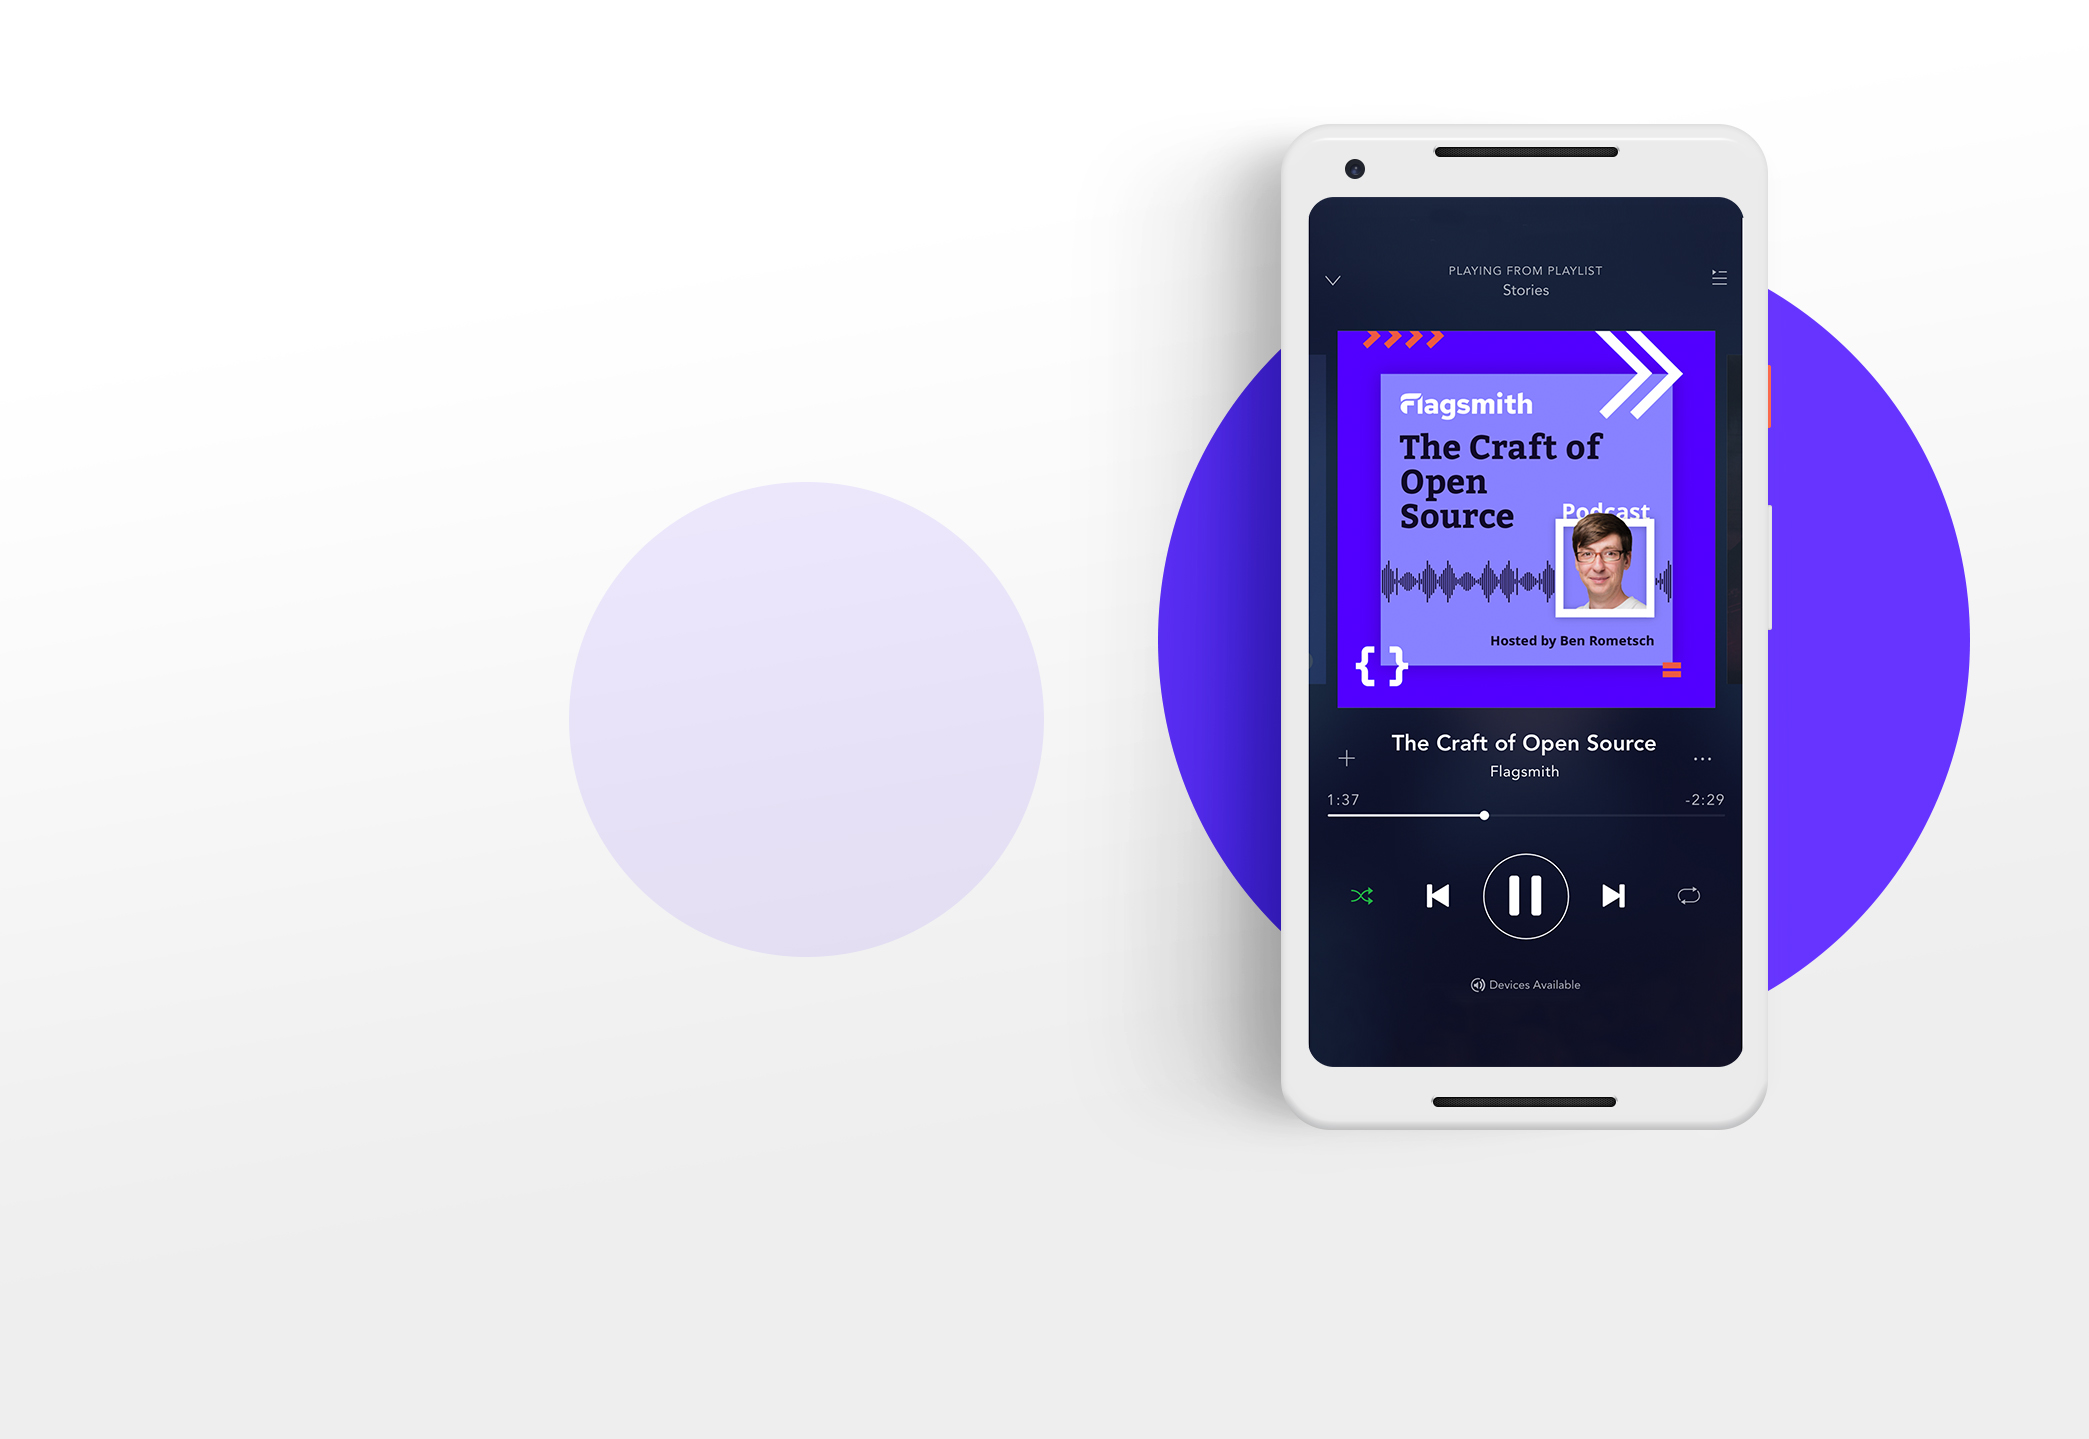 PLAYING FROM PLAYLIST
Stories
Flagsmith
The Craft of
Open
Source
Podcast
Hosted by Ben Rometsch
{ }
The Craft of Open Source
Flagsmith
1:37
-2:29
Devices Available